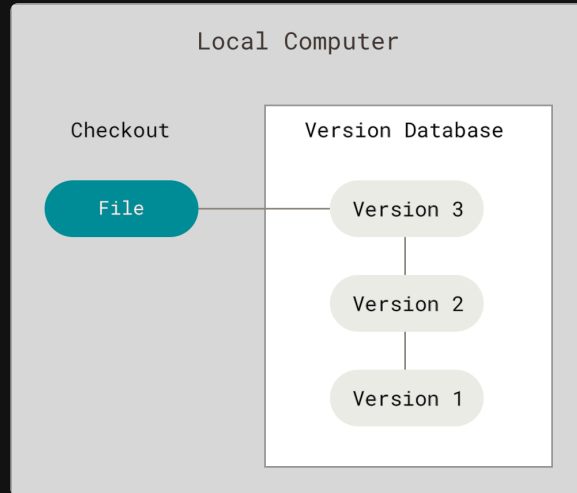 Local Computer
Checkout
Version Database
File
Version 3
Version 2
Version 1